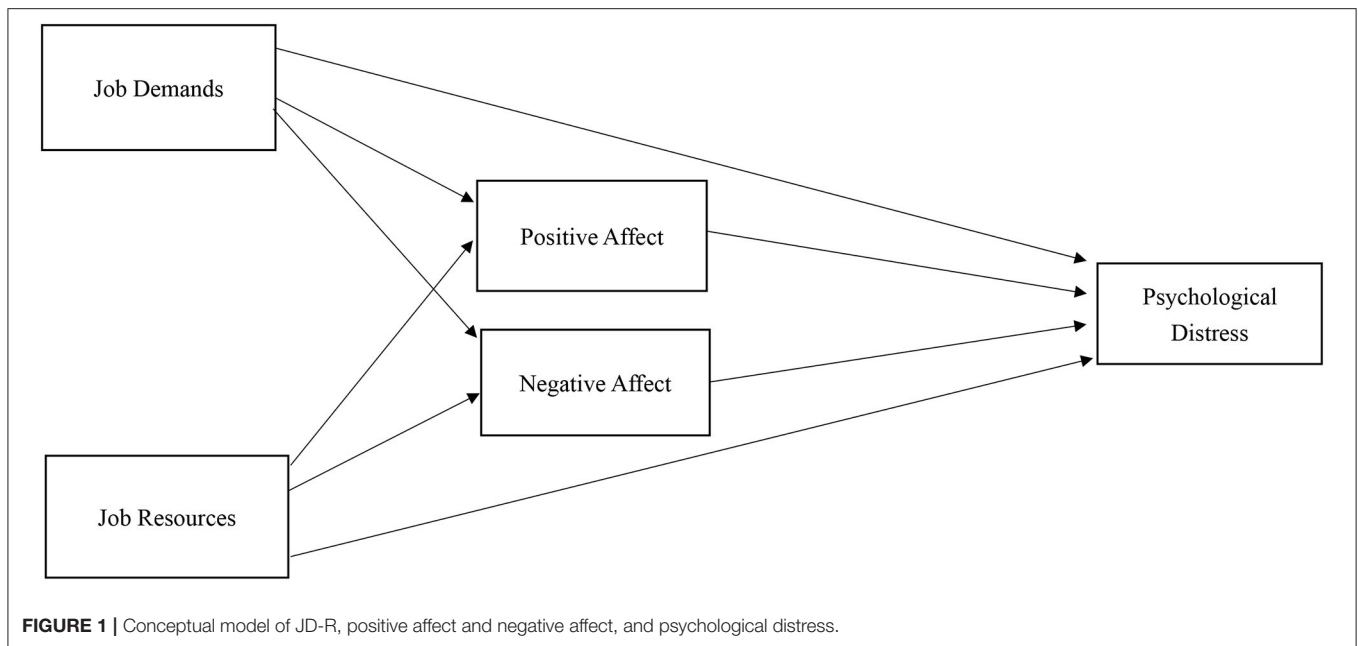 Job Demands
Positive Affect
Psychological
Distress
Negative Affect
Job Resources
FIGURE 1 | Conceptual model of JD-R, positive affect and negative affect, and psychological distress.